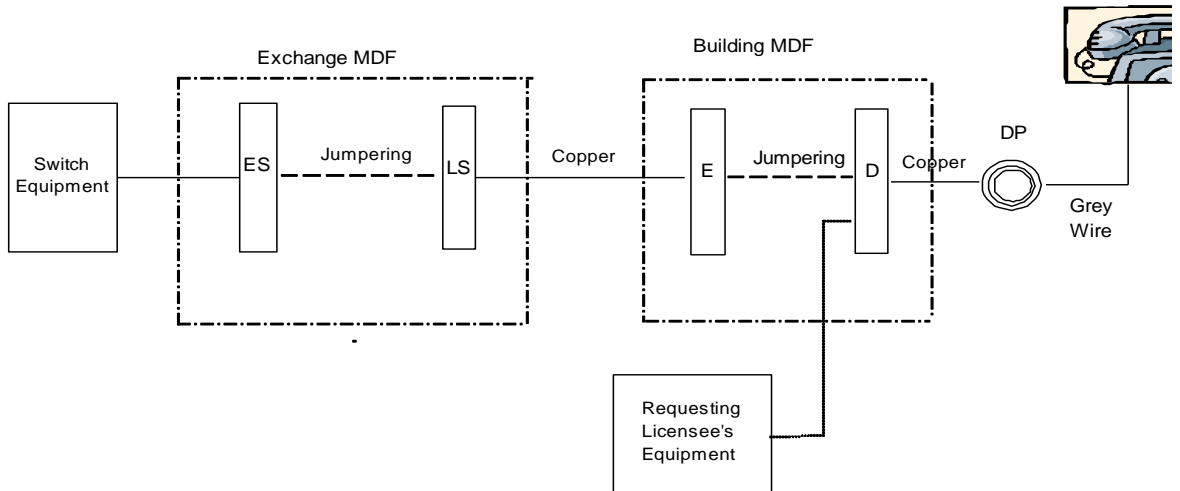 Exchange MDF
Building MDF
Switch
Equipment
ES
Jumpering
LS
Copper
E
Jumpering
D
Copper
DP
Grey
Wire
Requesting
Licensee's
Equipment